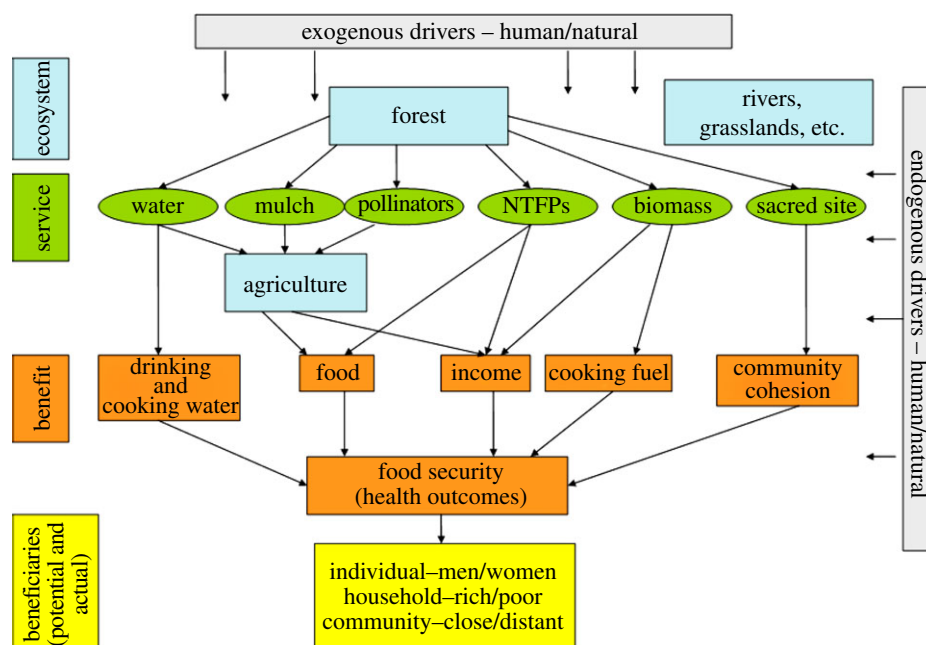 exogenous drivers – human/natural
ecosystem
forest
rivers,
grasslands, etc.
endogenous drivers – human/natural
service
water
mulch
pollinators
NTFPs
biomass
sacred site
agriculture
benefit
drinking
and
cooking water
food
income
cooking fuel
community
cohesion
food security
(health outcomes)
beneficiaries
(potential and
actual)
individual–men/women
household–rich/poor
community–close/distant